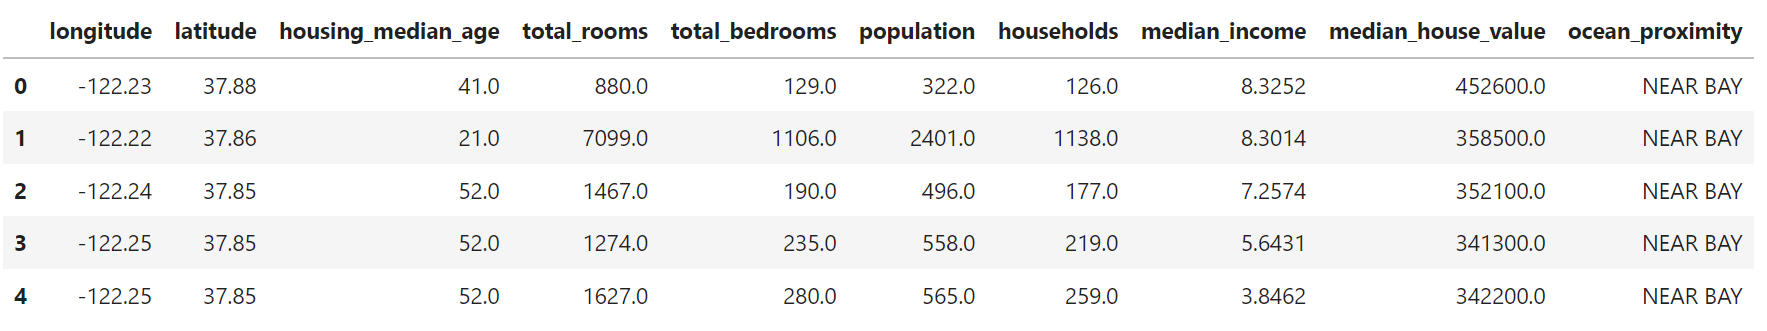 longitude latitude housing_median_age total_rooms total_bedrooms population households median_income median_house_value ocean_proximity
0 -122.23 37.88 41.0 880.0 129.0 322.0 126.0 8.3252 452600.0 NEAR BAY
1 -122.22 37.86 21.0 7099.0 1106.0 2401.0 1138.0 8.3014 358500.0 NEAR BAY
2 -122.24 37.85 52.0 1467.0 190.0 496.0 177.0 7.2574 352100.0 NEAR BAY
3 -122.25 37.85 52.0 1274.0 235.0 558.0 219.0 5.6431 341300.0 NEAR BAY
4 -122.25 37.85 52.0 1627.0 280.0 565.0 259.0 3.8462 342200.0 NEAR BAY